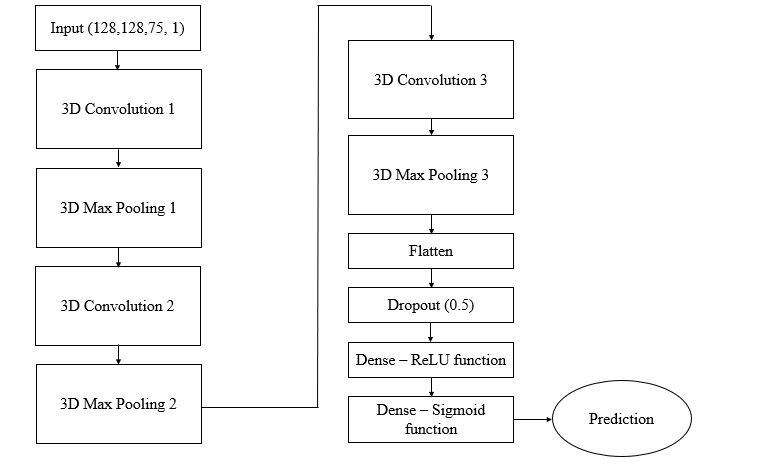 Input (128,128,75, 1)
3D Convolution 1
3D Max Pooling 1
3D Convolution 2
3D Max Pooling 2
3D Convolution 3
3D Max Pooling 3
Flatten
Dropout (0.5)
Dense – ReLU function
Dense – Sigmoid
function
Prediction